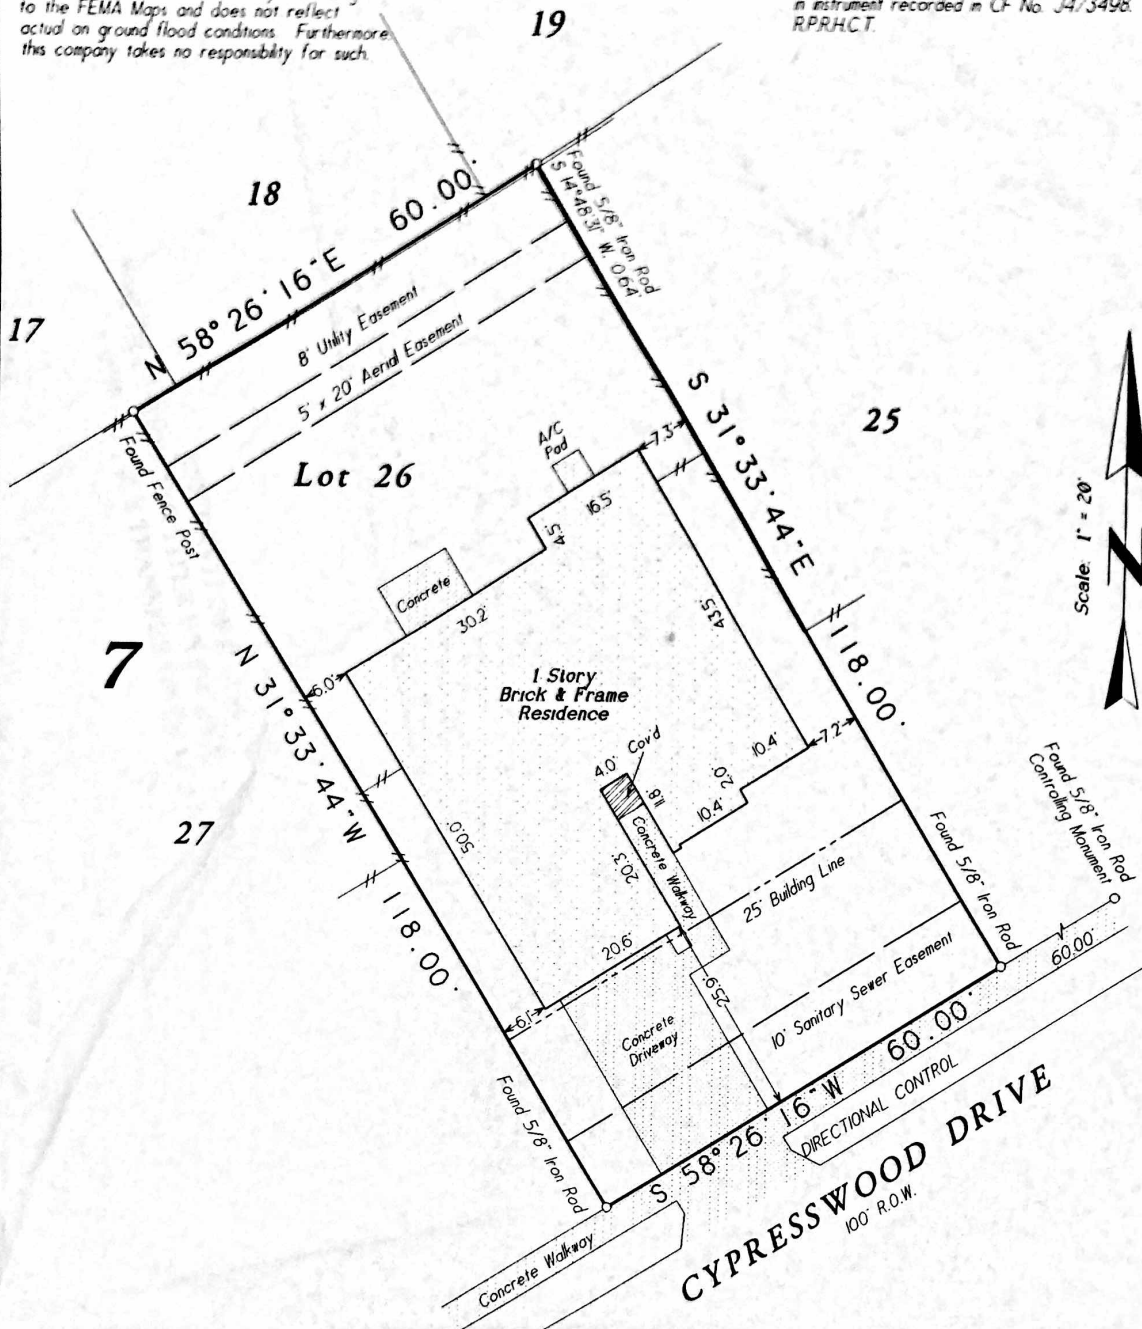 to the FEMA Maps and does not reflect
actual on ground flood conditions. Furthermore,
this company takes no responsibility for such.
in instrument recorded in CF No. J473498.
R.P.R.H.C.T.
19
18
17
N 58° 26' 16" E 60.00'
Found 5/8" Iron Rod
S 14°48'31" W, 0.64'
8' Utility Easement
5' x 20' Aerial Easement
Found Fence Post
Lot 26
A/C
Pad
7.3'
16.5'
4.5'
25
S 31° 33' 44" E 118.00'
Scale: 1" = 20'
N
Concrete
30.2'
43.5'
7
N 31° 33' 44" W 118.00'
6.0'
1 Story
Brick & Frame
Residence
4.0'
Cov'd
11.8'
10.4'
2.0'
10.4'
7.2'
27
50.0'
20.3'
Concrete Walkway
20.6'
25' Building Line
Found 5/8" Iron Rod
Found 5/8" Iron Rod
Controlling Monument
60.00'
6.1'
25.9'
Concrete
Driveway
10' Sanitary Sewer Easement
Found 5/8" Iron Rod
S 58° 26' 16" W 60.00'
DIRECTIONAL CONTROL
CYPRESSWOOD DRIVE
100' R.O.W.
Concrete Walkway